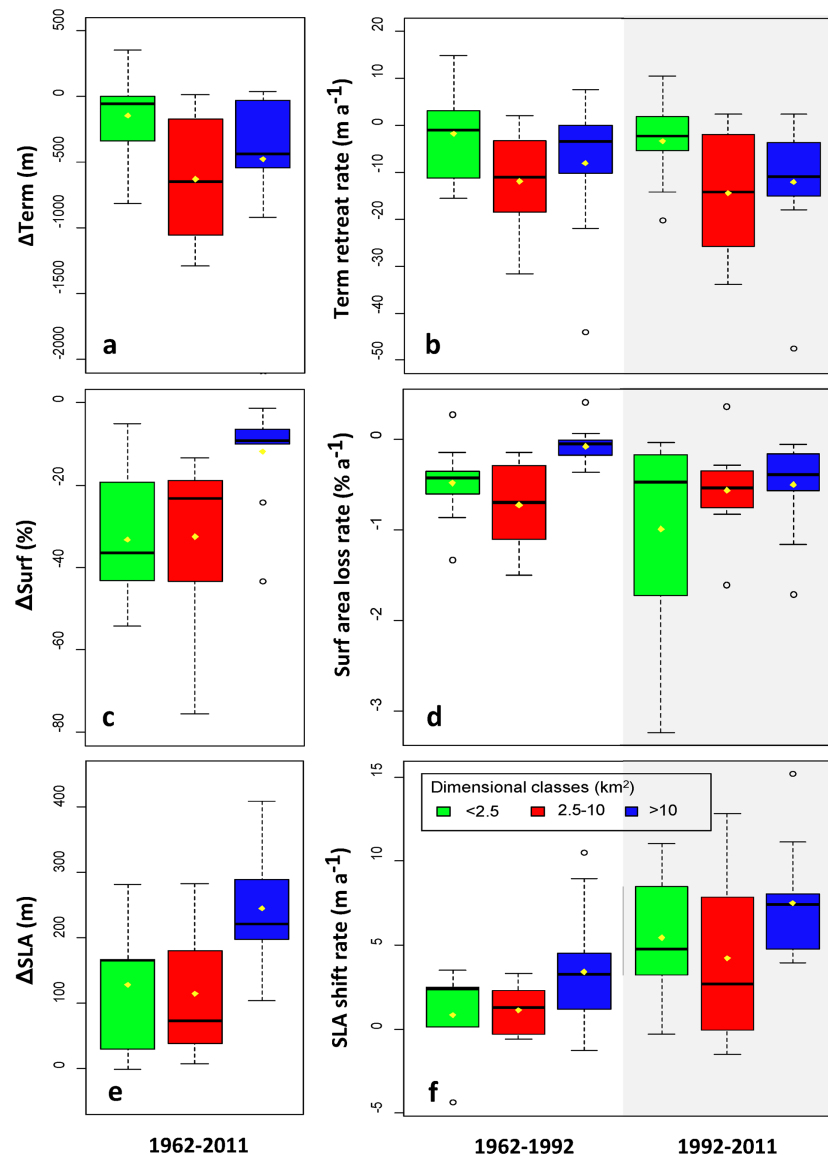 500
0
-500
-1000
-1500
-2000
ΔTerm (m)
a
20
10
0
-10
-20
-30
-40
-50
Term retreat rate (m a-1)
b
0
-20
-40
-60
-80
ΔSurf (%)
c
0
-1
-2
-3
Surf area loss rate (% a-1)
d
400
300
200
100
0
ΔSLA (m)
e
15
10
5
0
-5
SLA shift rate (m a-1)
Dimensional classes (km2)
<2.5 2.5-10 >10
f
1962-2011 1962-1992 1992-2011